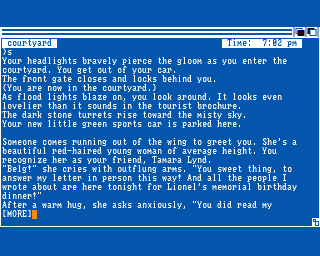 courtyard Time: 7:02 pm
>s
Your headlights bravely pierce the gloom as you enter the
courtyard. You get out of your car.
The front gate closes and locks behind you.
(You are now in the courtyard.)
As flood lights blaze on, you look around. It looks even
lovelier than it sounds in the tourist brochure.
The dark stone turrets rise toward the misty sky.
Your new little green sports car is parked here.
Someone comes running out of the wing to greet you. She's a
beautiful red-haired young woman of average height. You
recognize her as your friend, Tamara Lynd.
"Belg!" she cries with outflung arms. "You sweet thing, to
answer my letter in person this way! And all the people I
wrote about are here tonight for Lionel's memorial birthday
dinner!"
After a warm hug, she asks anxiously, "You did read my
[MORE]